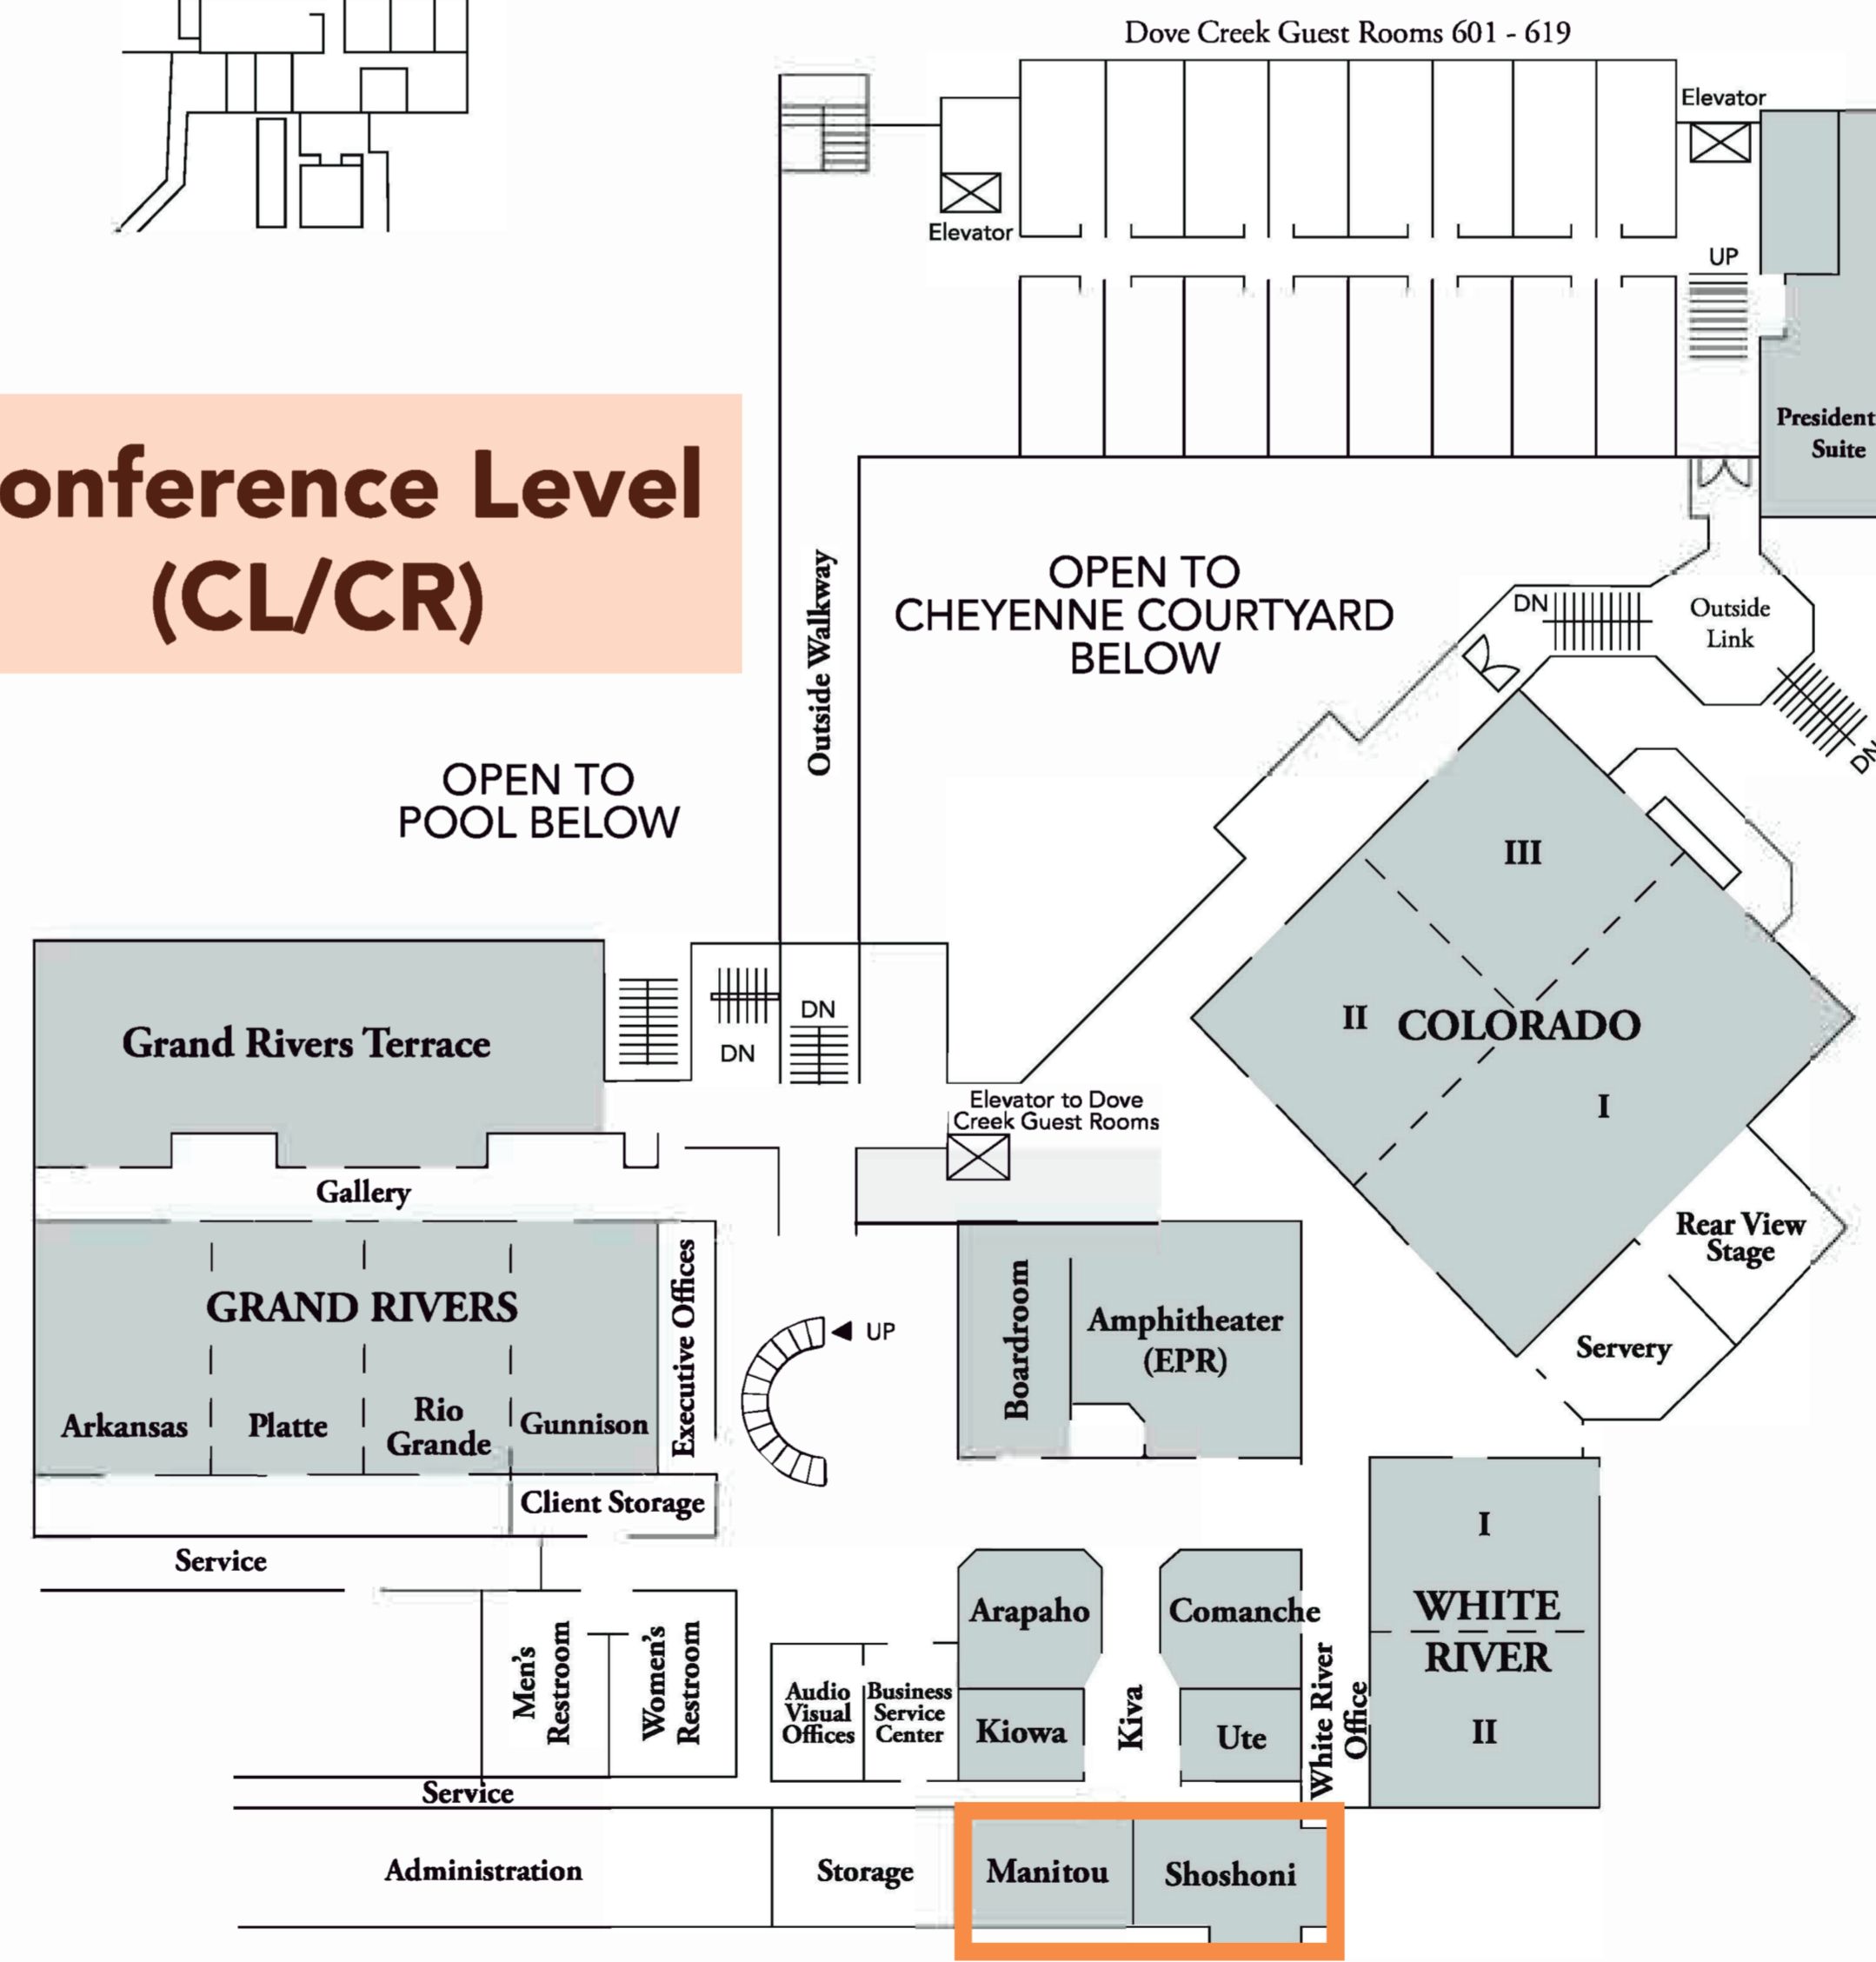 Dove Creek Guest Rooms 601 - 619
Elevator
Elevator
UP
President
Suite
onference Level
(CL/CR)
Outside Walkway
OPEN TO
CHEYENNE COURTYARD
BELOW
DN
Outside
Link
DN
OPEN TO
POOL BELOW
III
II
COLORADO
I
Grand Rivers Terrace
DN
DN
Elevator to Dove
Creek Guest Rooms
Gallery
Rear View
Stage
Servery
GRAND RIVERS
Arkansas
Platte
Rio
Grande
Gunnison
Executive Offices
UP
Boardroom
Amphitheater
(EPR)
Client Storage
Service
I
WHITE
RIVER
II
Arapaho
Comanche
Men's
Restroom
Women's
Restroom
Audio
Visual
Offices
Business
Service
Center
Kiowa
Kiva
Ute
White River
Office
Service
Administration
Storage
Manitou
Shoshoni